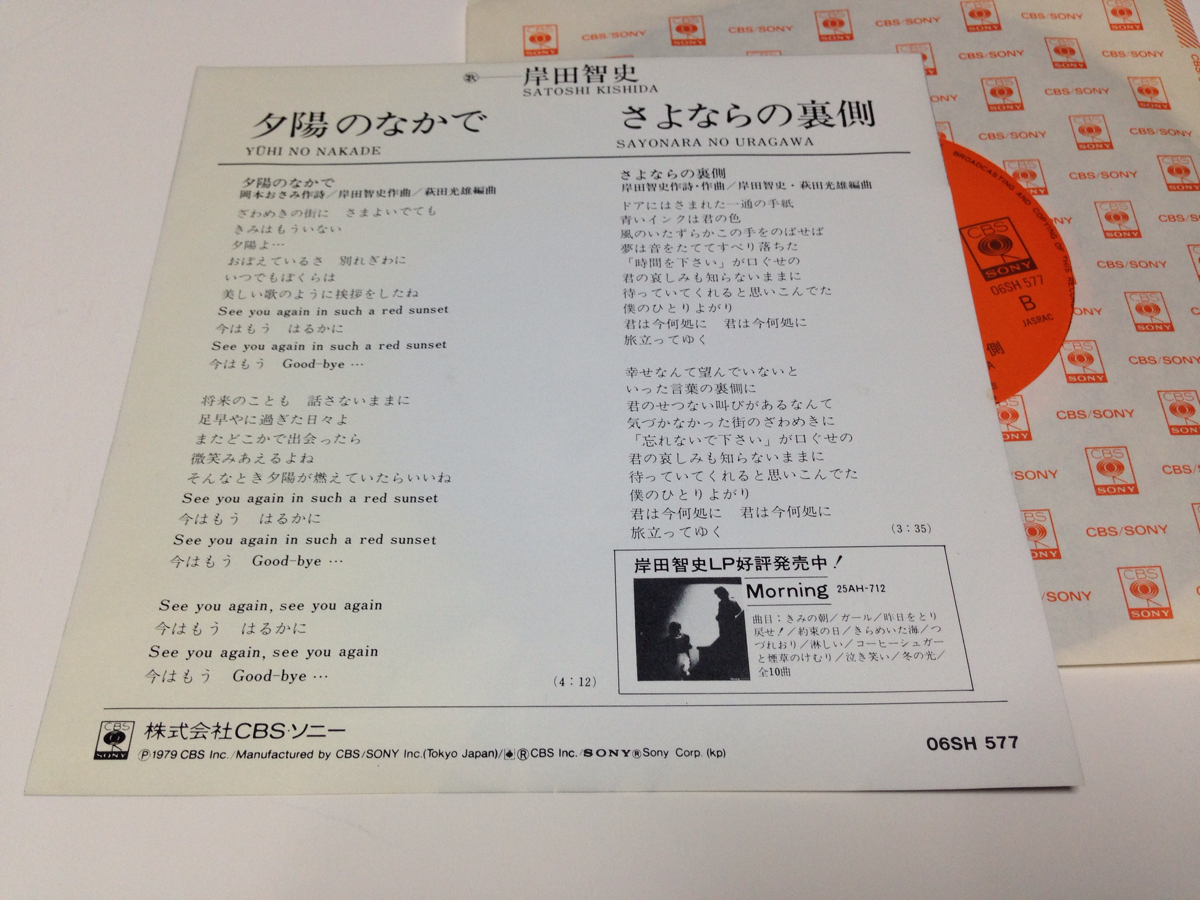 歌 岸田智史
SATOSHI KISHIDA
夕陽のなかで
YŪHI NO NAKADE
夕陽のなかで
岡本おさみ作詩/岸田智史作曲/萩田光雄編曲
ざわめきの街に さまよいでても
きみはもういない
夕陽よ…
おぼえているさ 別れぎわに
いつでもぼくらは
美しい歌のように挨拶をしたね
See you again in such a red sunset
今はもう はるかに
See you again in such a red sunset
今はもう Good-bye …
将来のことも 話さないままに
足早やに過ぎた日々よ
またどこかで出会ったら
微笑みあえるよね
そんなとき夕陽が燃えていたらいいね
See you again in such a red sunset
今はもう はるかに
See you again in such a red sunset
今はもう Good-bye …
See you again, see you again
今はもう はるかに
See you again, see you again
今はもう Good-bye …
(4:12)
さよならの裏側
SAYONARA NO URAGAWA
さよならの裏側
岸田智史作詩・作曲/岸田智史・萩田光雄編曲
ドアにはさまれた一通の手紙
青いインクは君の色
風のいたずらかこの手をのばせば
夢は音をたててすべり落ちた
「時間を下さい」が口ぐせの
君の哀しみも知らないままに
待っていてくれると思いこんでた
僕のひとりよがり
君は今何処に 君は今何処に
旅立ってゆく
幸せなんて望んでいないと
いった言葉の裏側に
君のせつない叫びがあるなんて
気づかなかった街のざわめきに
「忘れないで下さい」が口ぐせの
君の哀しみも知らないままに
待っていてくれると思いこんでた
僕のひとりよがり
君は今何処に 君は今何処に
旅立ってゆく
(3:35)
岸田智史LP好評発売中!
Morning 25AH-712
曲目:きみの朝/ガール/昨日をとり
戻せ!/約束の日/きらめいた海/つ
づれおり/淋しい/コーヒーシュガー
と煙草のけむり/泣き笑い/冬の光/
全10曲
CBS SONY
株式会社CBS・ソニー
Ⓟ1979 CBS Inc./Manufactured by CBS/SONY Inc.(Tokyo Japan)/ⓇCBS Inc./SONYⓇSony Corp.(kp)
06SH 577
BROADCASTING AND COPYING OF THIS
CBS
SONY
06SH 577
B
JASRAC
側
CBS/SONY
CBS/SONY
CBS/SONY
CBS/SONY
CBS/SONY
CBS/SONY
CBS/SONY
CBS/SONY
CBS/SONY